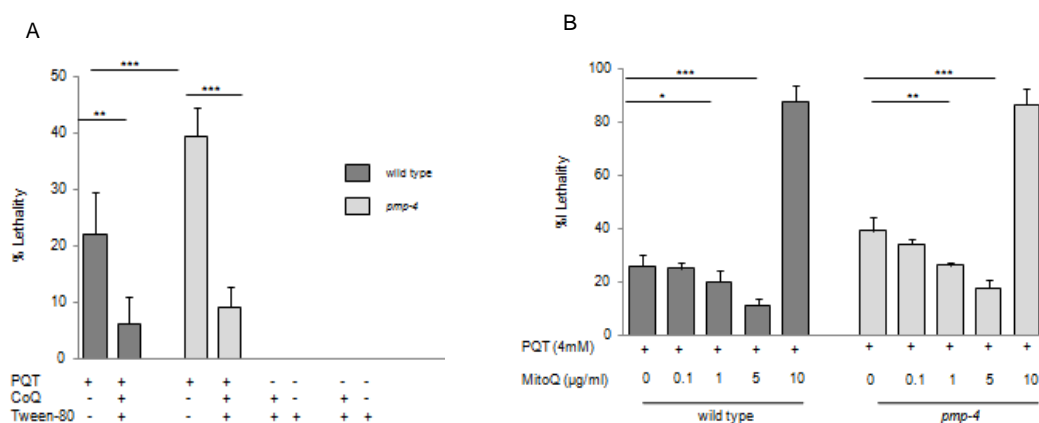 A
***
**
***
50
40
30
20
10
0
% Lethality
wild type
pmp-4
PQT + + + + - - - -
CoQ - + - + + - + -
Tween-80 - + - + + + + +
B
***
*
***
**
100
80
60
40
20
0
%l Lethality
PQT (4mM) + + + + + + + + + +
MitoQ (µg/ml) 0 0.1 1 5 10 0 0.1 1 5 10
wild type pmp-4